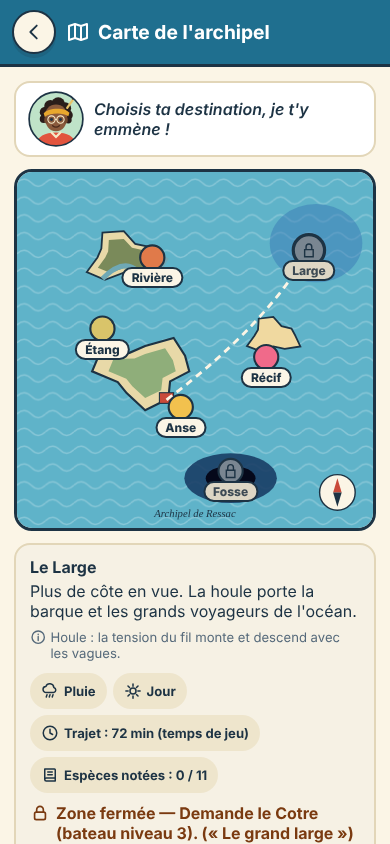 Carte de l'archipel
Choisis ta destination, je t'y
emmène !
Large
Rivière
Étang
Récif
Anse
Fosse
Archipel de Ressac
Le Large
Plus de côte en vue. La houle porte la
barque et les grands voyageurs de l'océan.
Houle : la tension du fil monte et descend avec
les vagues.
Pluie
Jour
Trajet : 72 min (temps de jeu)
Espèces notées : 0 / 11
Zone fermée — Demande le Cotre
(bateau niveau 3). (« Le grand large »)